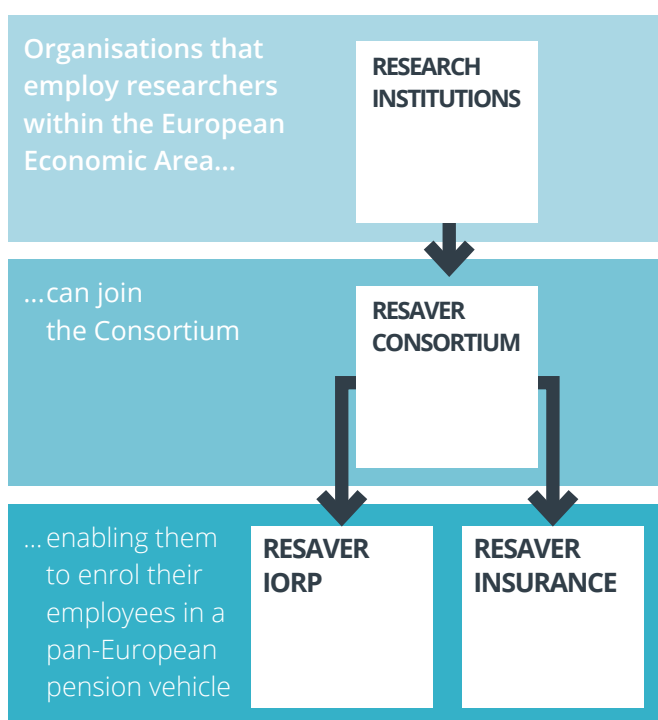 Organisations that
employ researchers
within the European
Economic Area...
RESEARCH
INSTITUTIONS
...can join
the Consortium
RESAVER
CONSORTIUM
...enabling them
to enrol their
employees in a
pan-European
pension vehicle
RESAVER
IORP
RESAVER
INSURANCE